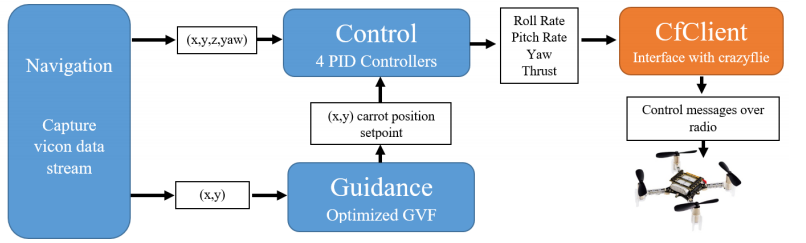 Navigation
Capture
vicon data
stream
(x,y,z,yaw)
Control
4 PID Controllers
Roll Rate
Pitch Rate
Yaw
Thrust
CfClient
Interface with crazyflie
(x,y) carrot position
setpoint
Control messages over
radio
(x,y)
Guidance
Optimized GVF